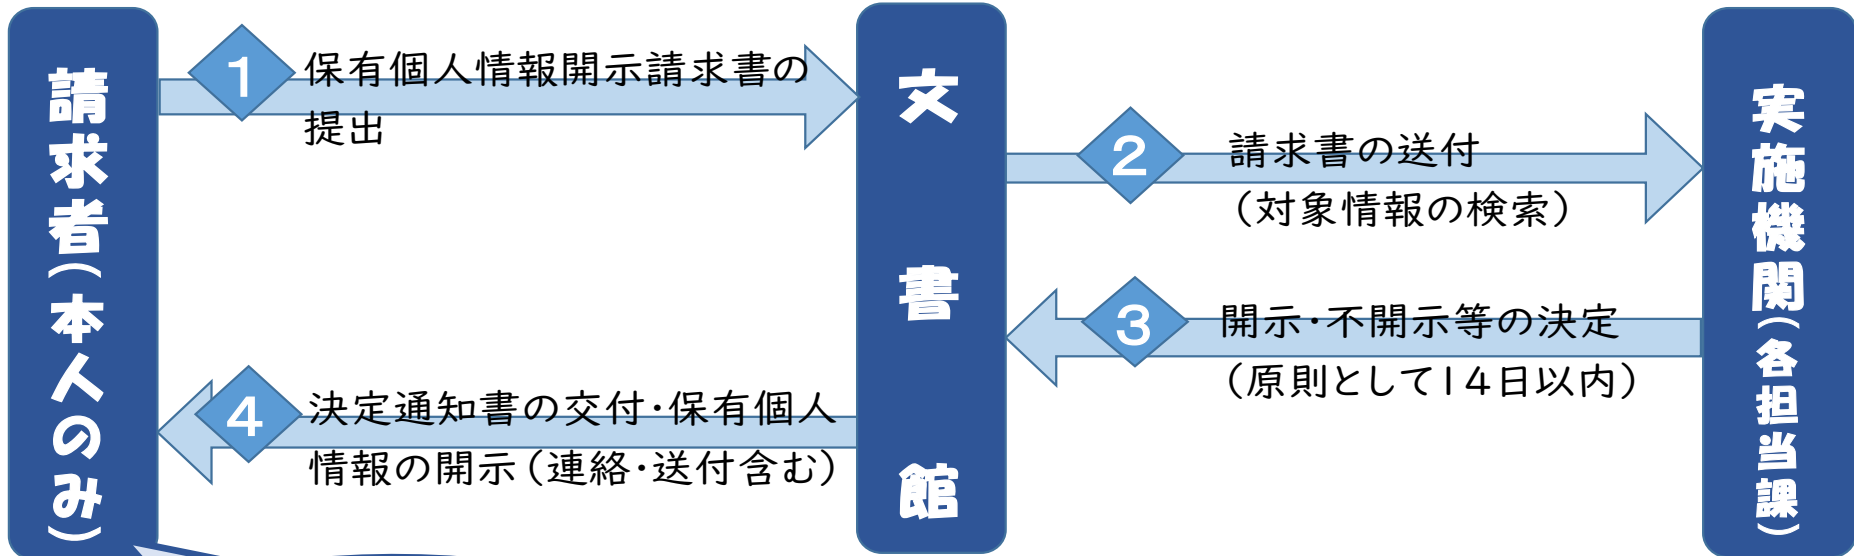 請求者(本人のみ)
1
保有個人情報開示請求書の
提出
文書館
2
請求書の送付
(対象情報の検索)
実施機関(各担当課)
3
開示・不開示等の決定
(原則として14日以内)
4
決定通知書の交付・保有個人
情報の開示(連絡・送付含む)